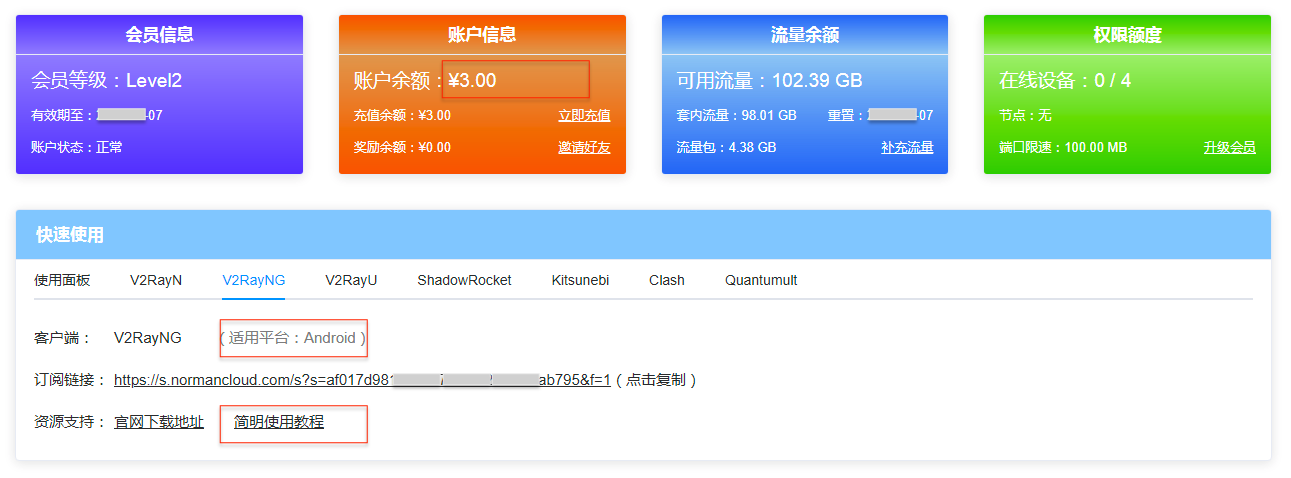 会员信息
会员等级：Level2
有效期至： -07
账户状态：正常
账户信息
账户余额：¥3.00
充值余额：¥3.00 立即充值
奖励余额：¥0.00 邀请好友
流量余额
可用流量：102.39 GB
套内流量：98.01 GB 重置： -07
流量包：4.38 GB 补充流量
权限额度
在线设备：0 / 4
节点：无
端口限速：100.00 MB 升级会员
快速使用
使用面板 V2RayN V2RayNG V2RayU ShadowRocket Kitsunebi Clash Quantumult
客户端： V2RayNG （适用平台：Android）
订阅链接： https://s.normancloud.com/s?s=af017d981 ab795&f=1（点击复制）
资源支持： 官网下载地址 简明使用教程